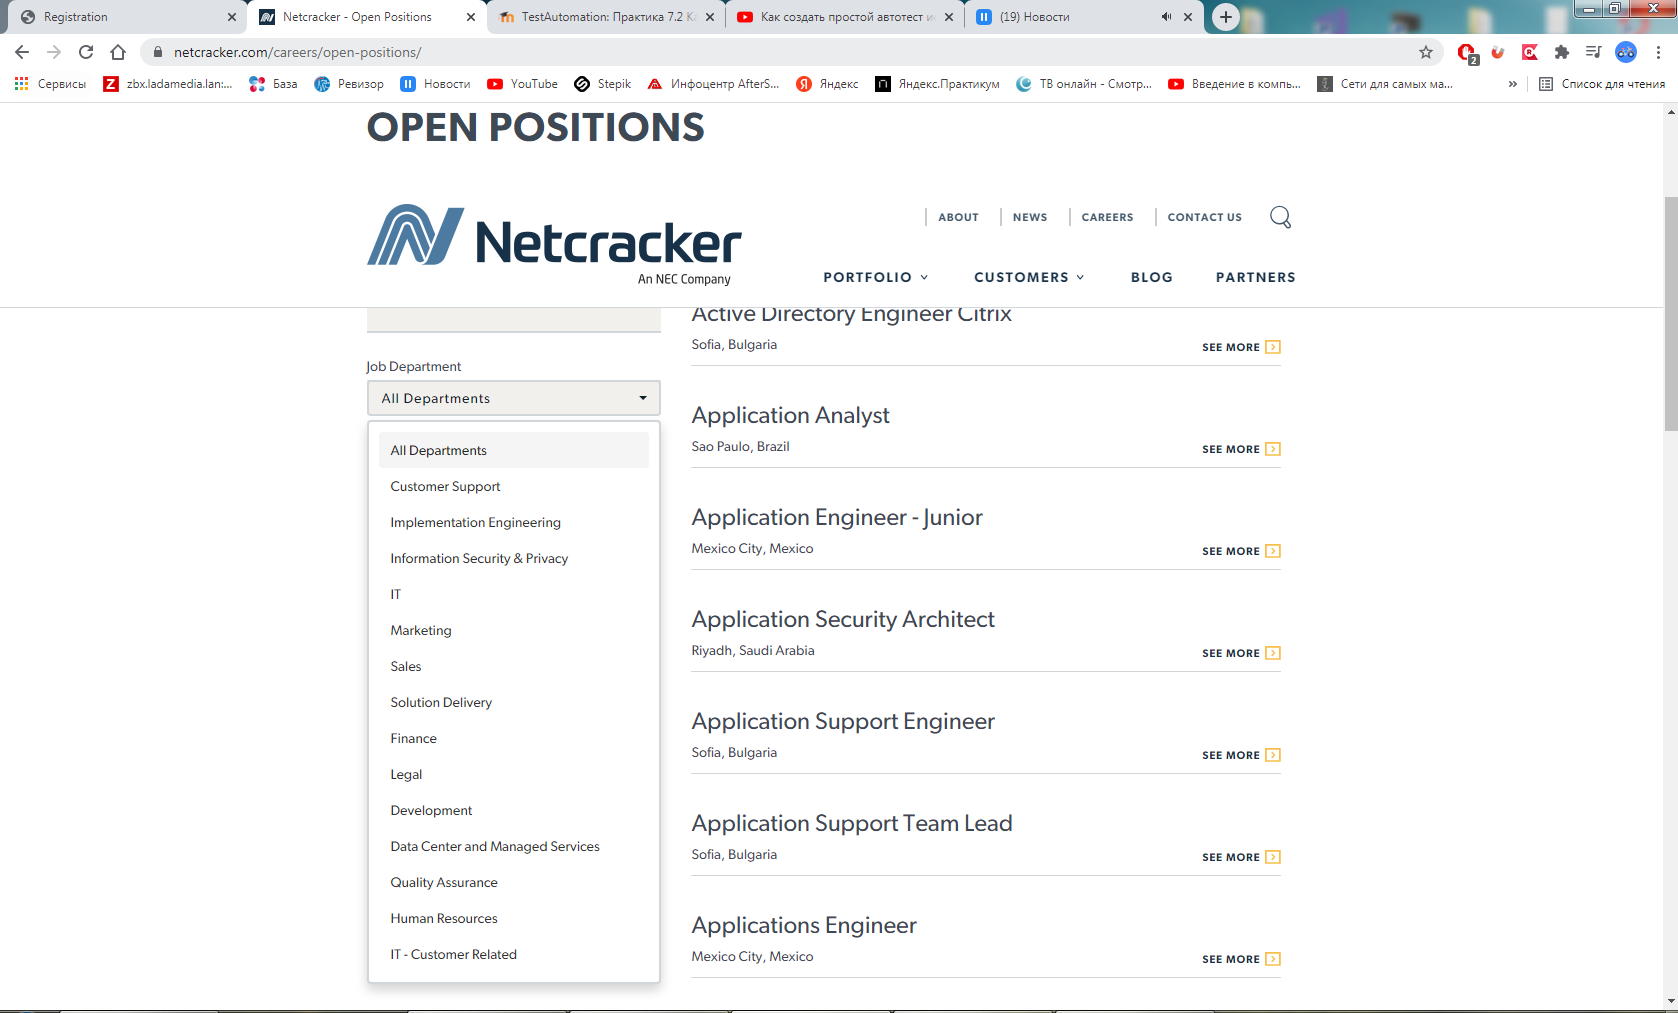 Registration
Netcracker - Open Positions
TestAutomation: Практика 7.2 Ка
Как создать простой автотест ис
(19) Новости
netcracker.com/careers/open-positions/
2
Сервисы
zbx.ladamedia.lan:...
База
Ревизор
Новости
YouTube
Stepik
Инфоцентр AfterS...
Яндекс
Яндекс.Практикум
ТВ онлайн - Смотр...
Введение в компь...
Сети для самых ма...
»
Список для чтения
OPEN POSITIONS
Netcracker
An NEC Company
ABOUT
NEWS
CAREERS
CONTACT US
PORTFOLIO
CUSTOMERS
BLOG
PARTNERS
Job Department
All Departments
All Departments
Customer Support
Implementation Engineering
Information Security & Privacy
IT
Marketing
Sales
Solution Delivery
Finance
Legal
Development
Data Center and Managed Services
Quality Assurance
Human Resources
IT - Customer Related
Active Directory Engineer Citrix
Sofia, Bulgaria
SEE MORE
Application Analyst
Sao Paulo, Brazil
SEE MORE
Application Engineer - Junior
Mexico City, Mexico
SEE MORE
Application Security Architect
Riyadh, Saudi Arabia
SEE MORE
Application Support Engineer
Sofia, Bulgaria
SEE MORE
Application Support Team Lead
Sofia, Bulgaria
SEE MORE
Applications Engineer
Mexico City, Mexico
SEE MORE